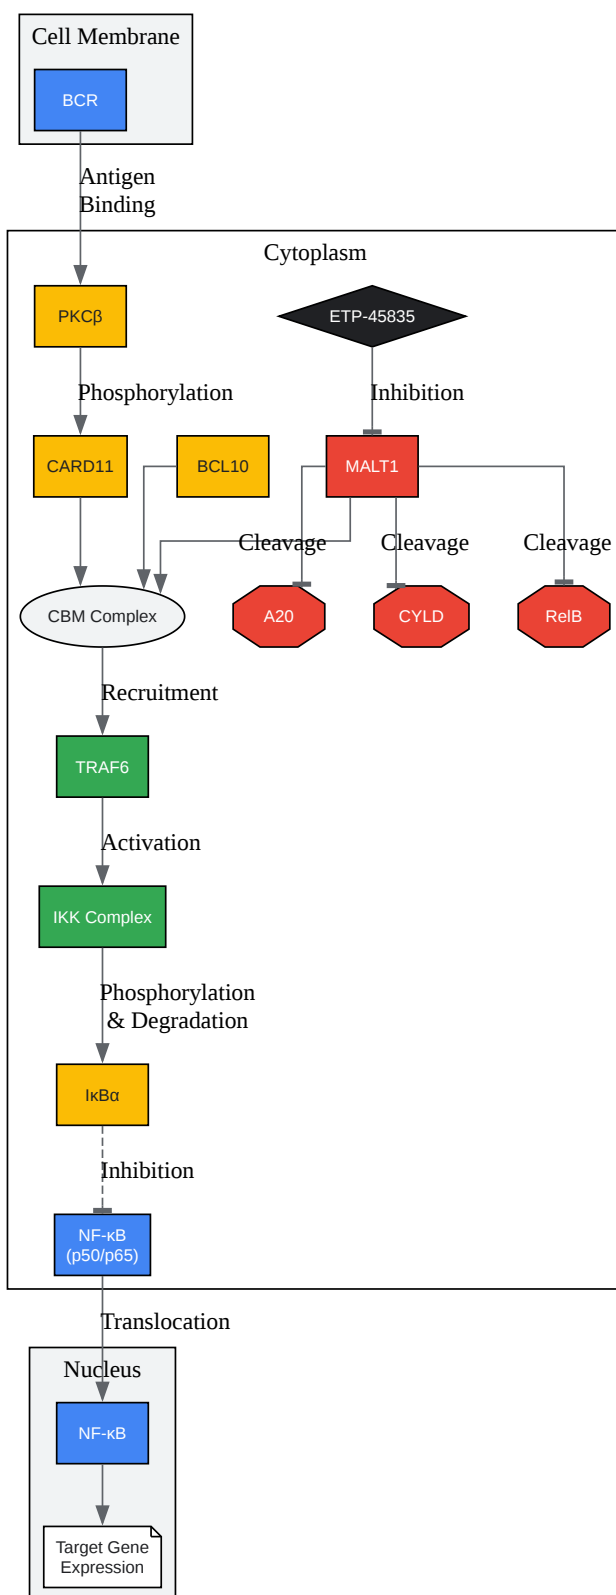 Cell Membrane
BCR
Antigen
Binding
Cytoplasm
PKCβ
ETP-45835
Phosphorylation
Inhibition
CARD11
BCL10
MALT1
Cleavage
Cleavage
Cleavage
CBM Complex
A20
CYLD
RelB
Recruitment
TRAF6
Activation
IKK Complex
Phosphorylation
& Degradation
IκBα
Inhibition
NF-κB
(p50/p65)
Translocation
Nucleus
NF-κB
Target Gene
Expression